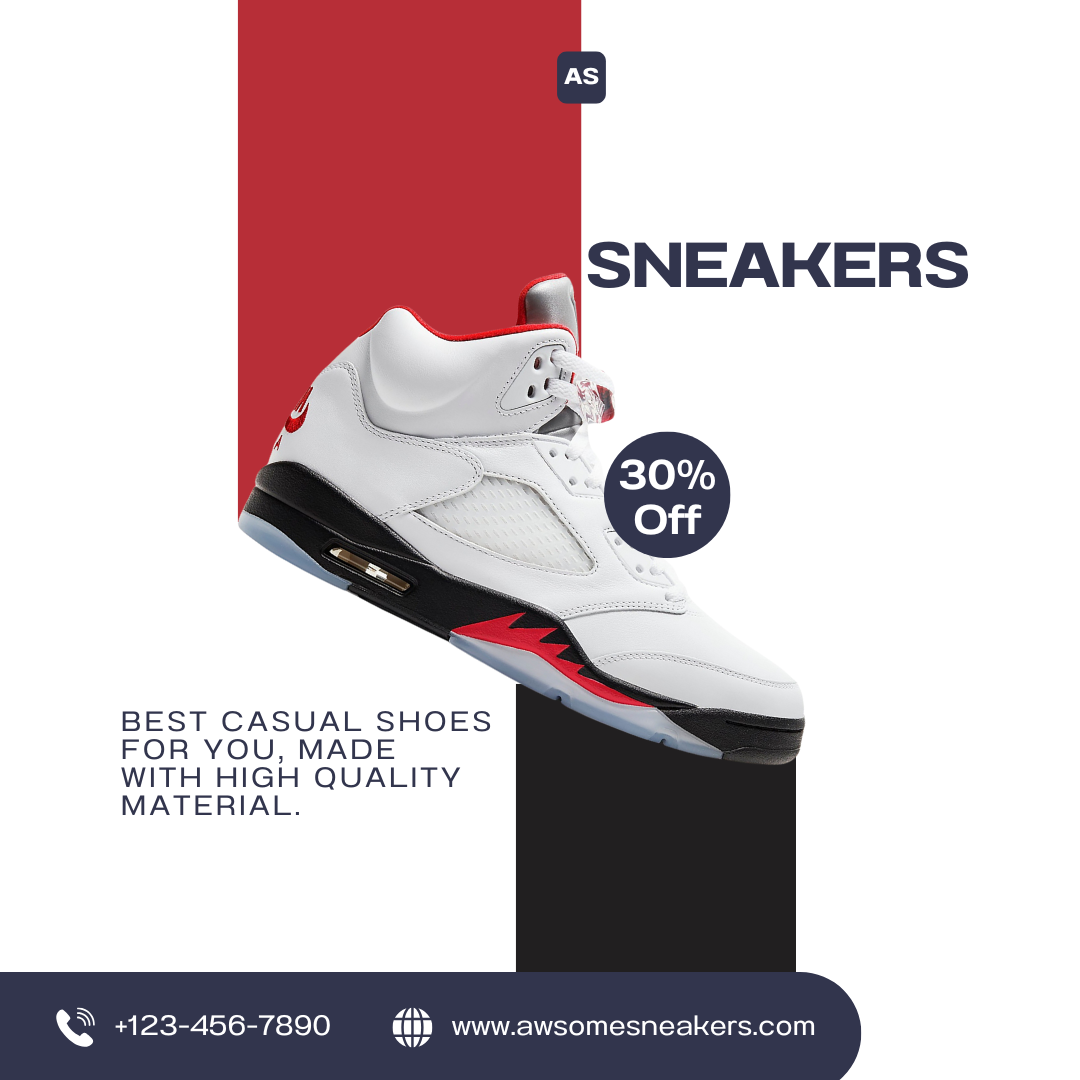 AS
SNEAKERS
30%
Off
BEST CASUAL SHOES
FOR YOU, MADE
WITH HIGH QUALITY
MATERIAL.
+123-456-7890
www.awsomesneakers.com